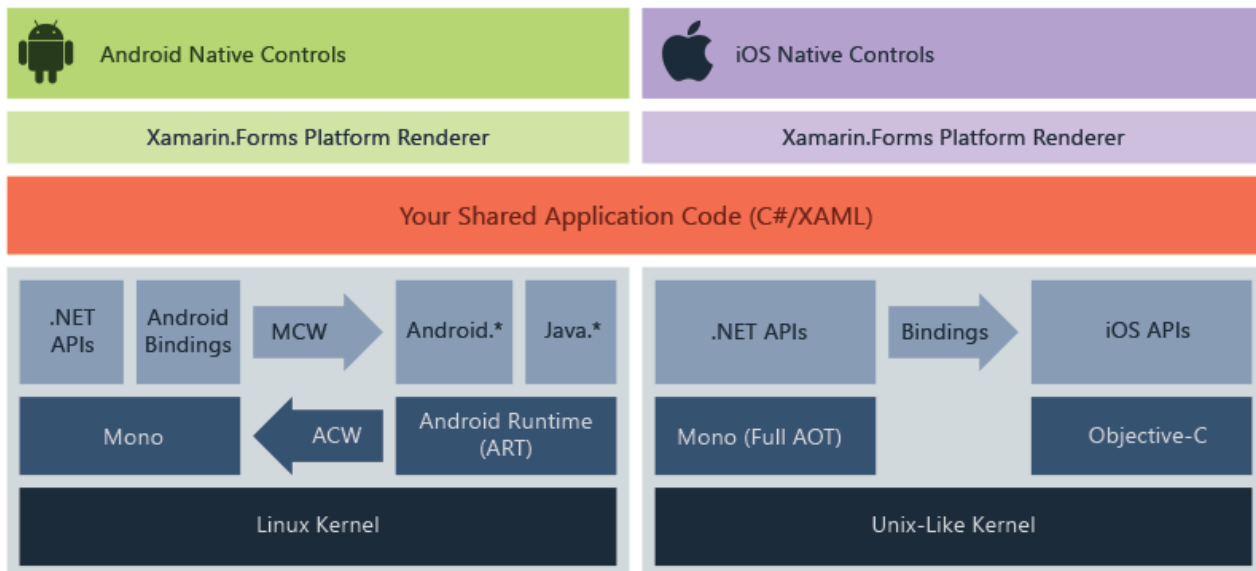 Android Native Controls
iOS Native Controls
Xamarin.Forms Platform Renderer
Xamarin.Forms Platform Renderer
Your Shared Application Code (C#/XAML)
.NET
APIs
Android
Bindings
MCW
Android.*
Java.*
.NET APIs
Bindings
iOS APIs
Mono
ACW
Android Runtime
(ART)
Mono (Full AOT)
Objective-C
Linux Kernel
Unix-Like Kernel